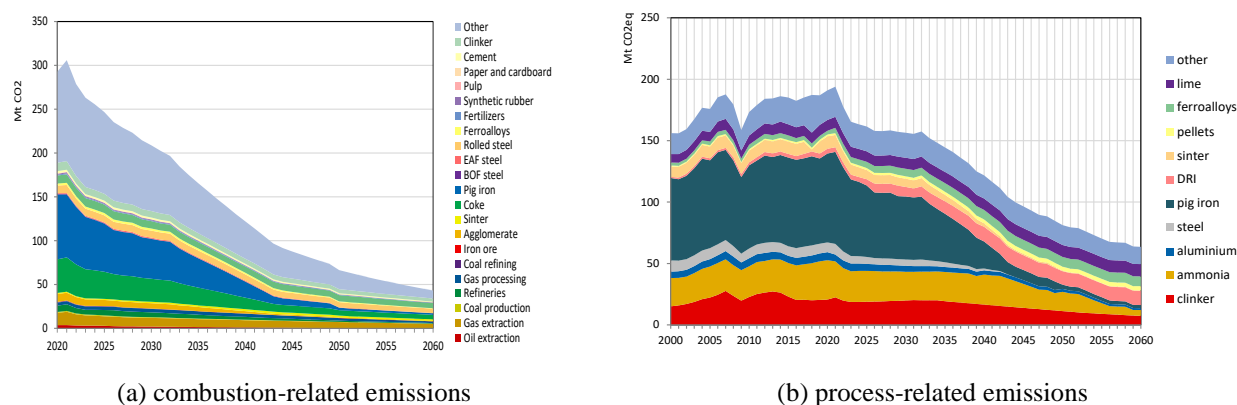 Mt CO2
350
300
250
200
150
100
50
0
2020
2025
2030
2035
2040
2045
2050
2055
2060
Other
Clinker
Cement
Paper and cardboard
Pulp
Synthetic rubber
Fertilizers
Ferroalloys
Rolled steel
EAF steel
BOF steel
Pig iron
Coke
Sinter
Agglomerate
Iron ore
Coal refining
Gas processing
Refineries
Coal production
Gas extraction
Oil extraction
(a) combustion-related emissions
Mt CO2eq
250
200
150
100
50
0
2000
2005
2010
2015
2020
2025
2030
2035
2040
2045
2050
2055
2060
other
lime
ferroalloys
pellets
sinter
DRI
pig iron
steel
aluminium
ammonia
clinker
(b) process-related emissions